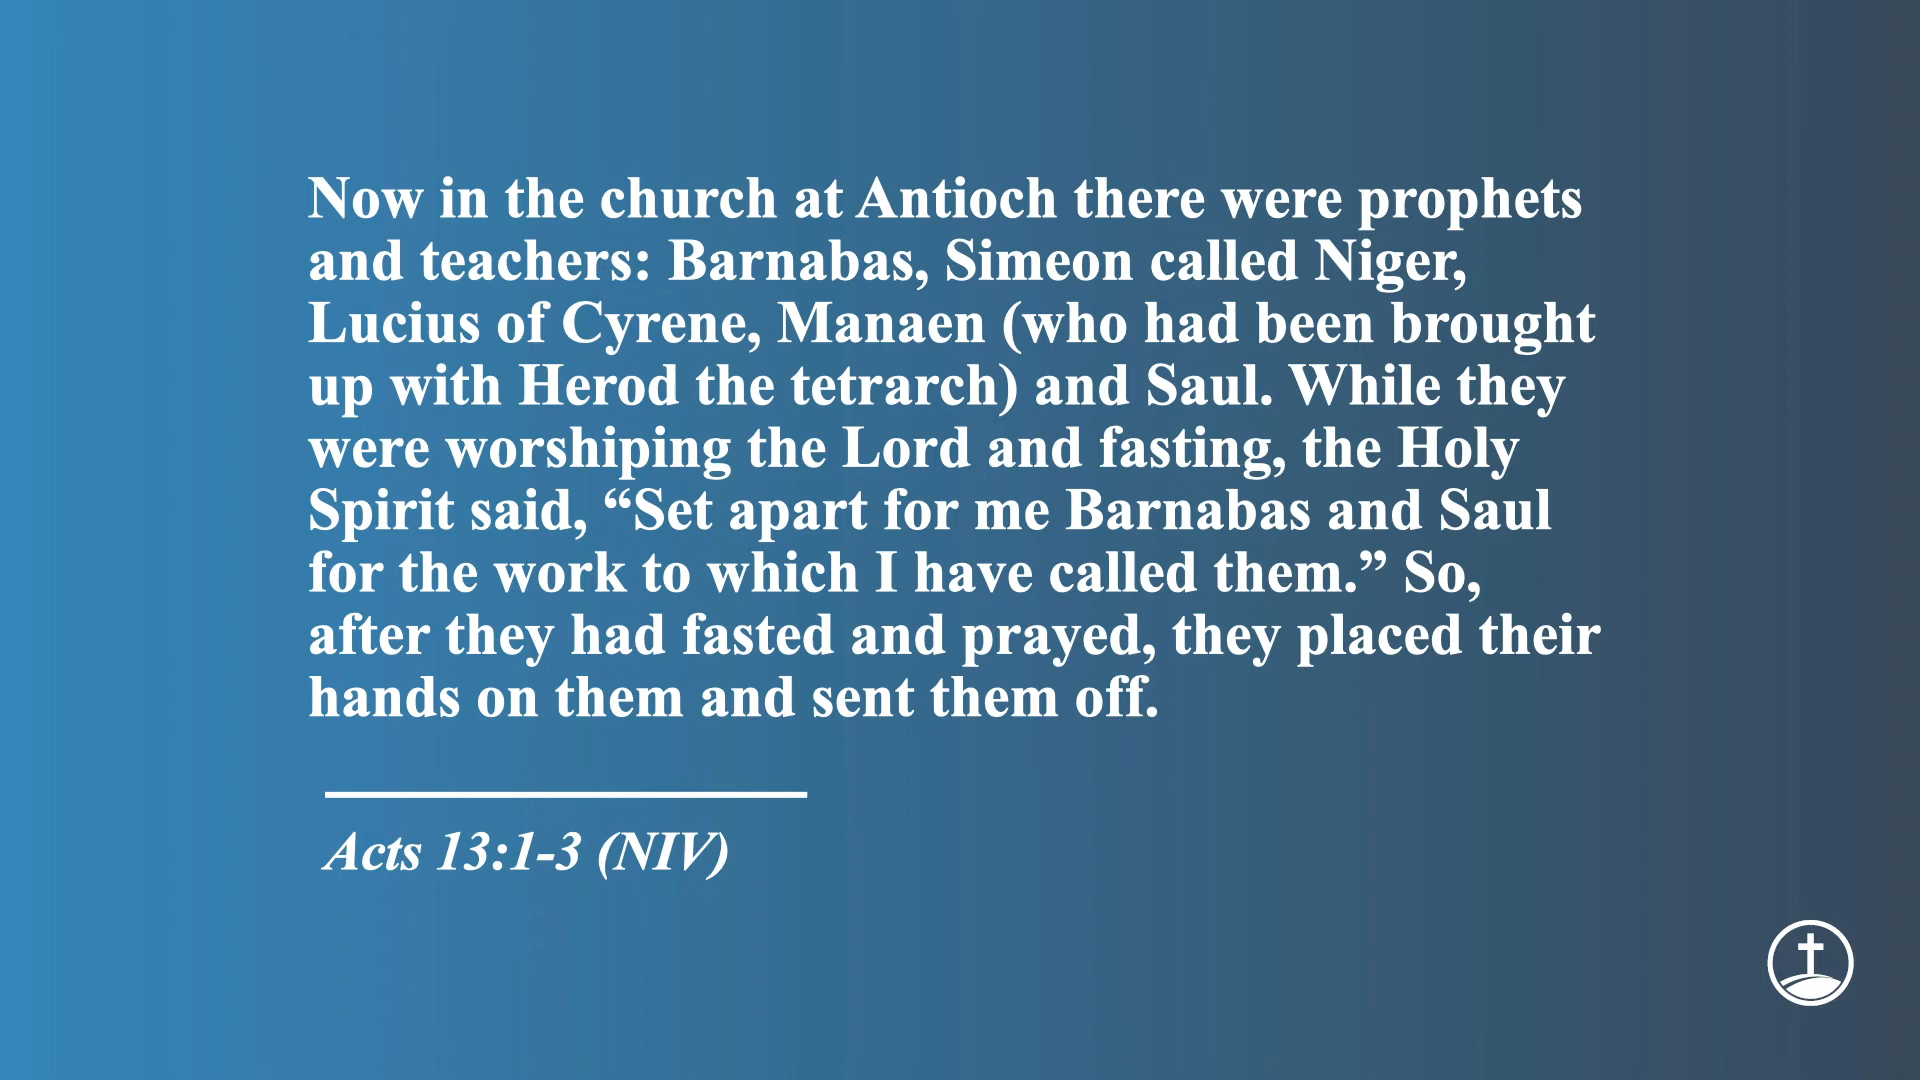 Now in the church at Antioch there were prophets
and teachers: Barnabas, Simeon called Niger,
Lucius of Cyrene, Manaen (who had been brought
up with Herod the tetrarch) and Saul. While they
were worshiping the Lord and fasting, the Holy
Spirit said, “Set apart for me Barnabas and Saul
for the work to which I have called them.” So,
after they had fasted and prayed, they placed their
hands on them and sent them off.
Acts 13:1-3 (NIV)